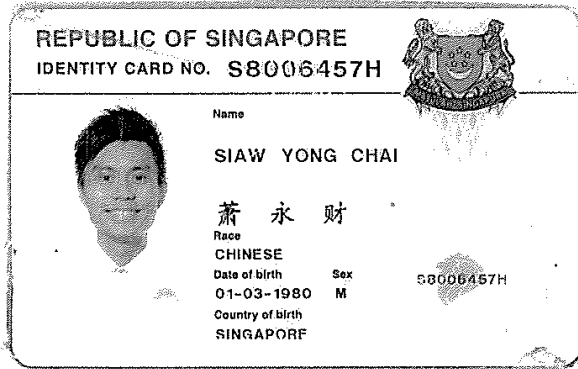 REPUBLIC OF SINGAPORE
IDENTITY CARD NO. S8006457H
Name
SIAW YONG CHAI
萧永财
Race
CHINESE
Date of birth Sex
01-03-1980 M
S8006457H
Country of birth
SINGAPORE